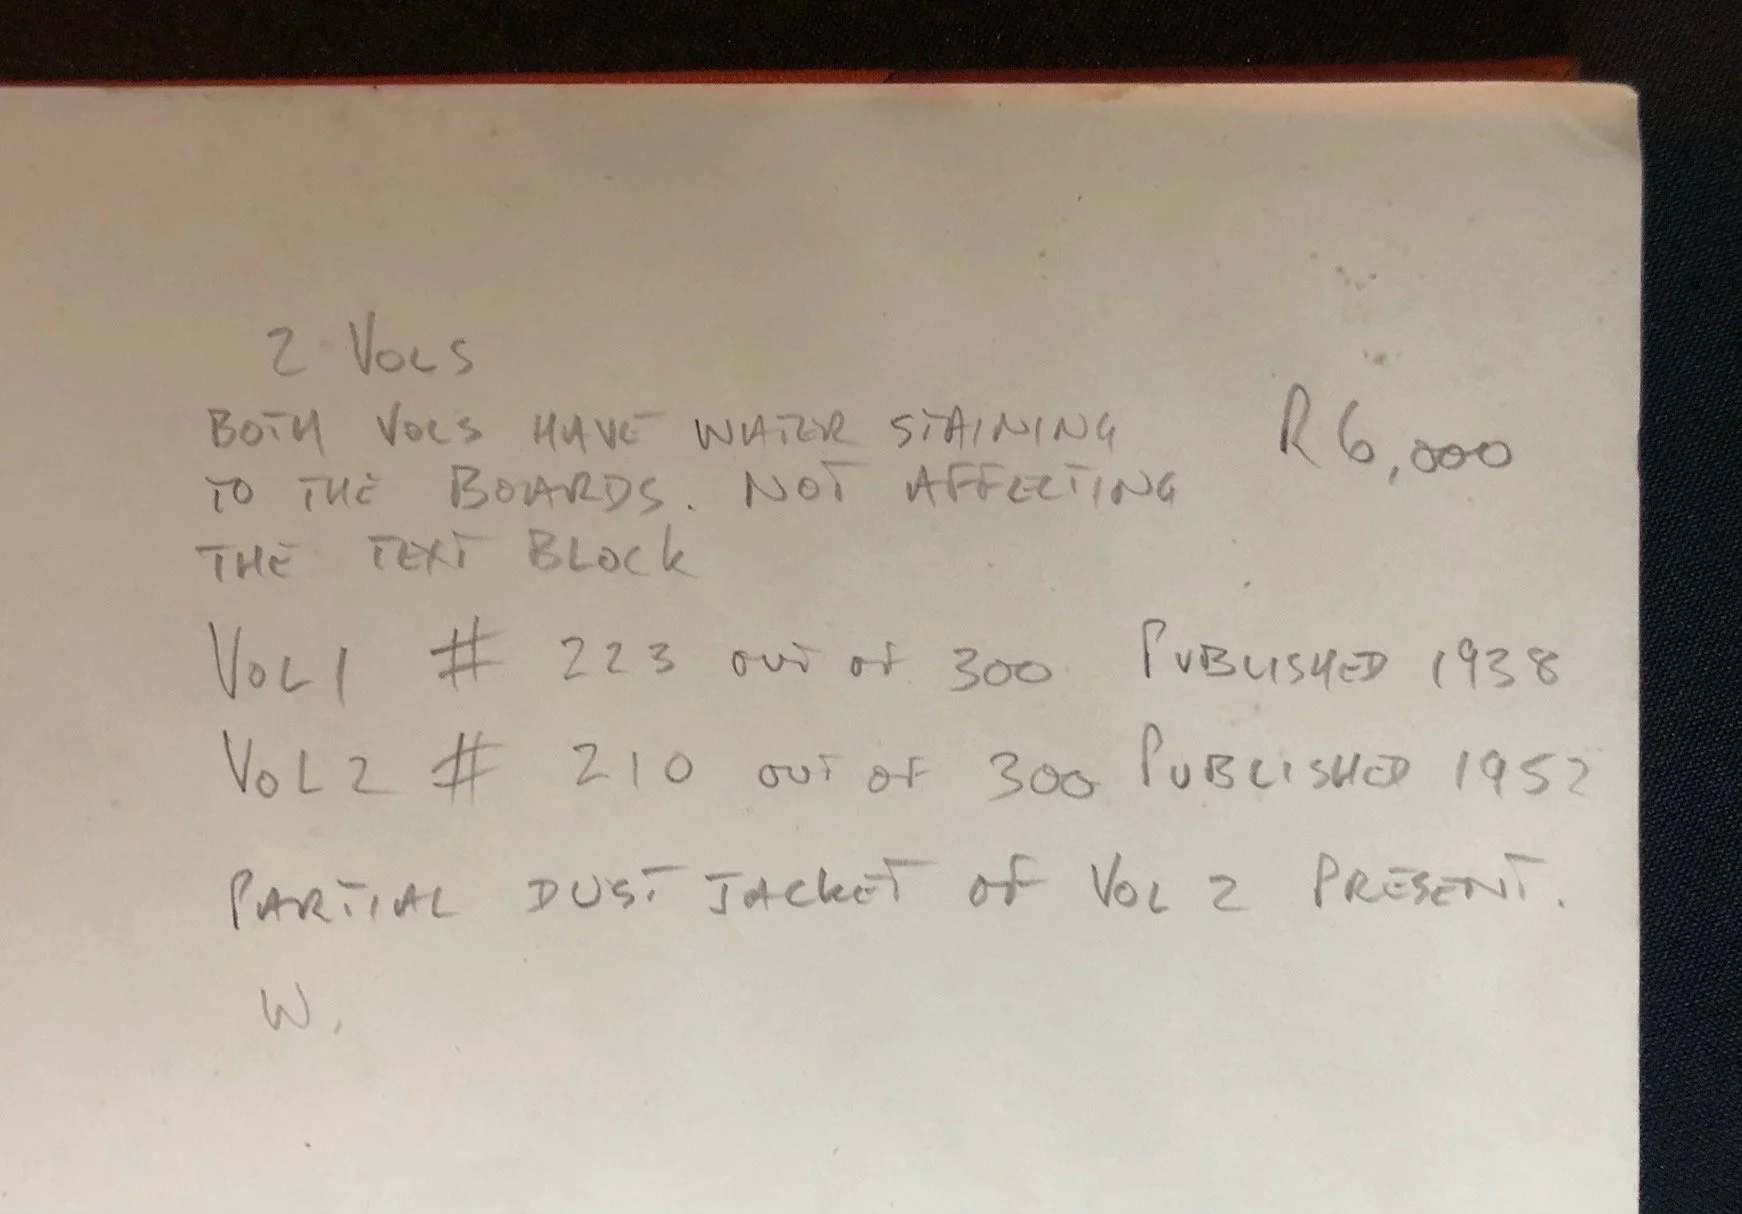 2 VOLS
BOTH VOLS HAVE WATER STAINING R6,000
TO THE BOARDS. NOT AFFECTING
THE TEXT BLOCK
VOL 1 # 223 OUT OF 300 PUBLISHED 1938
VOL 2 # 210 OUT OF 300 PUBLISHED 1952
PARTIAL DUST JACKET OF VOL 2 PRESENT.
W.